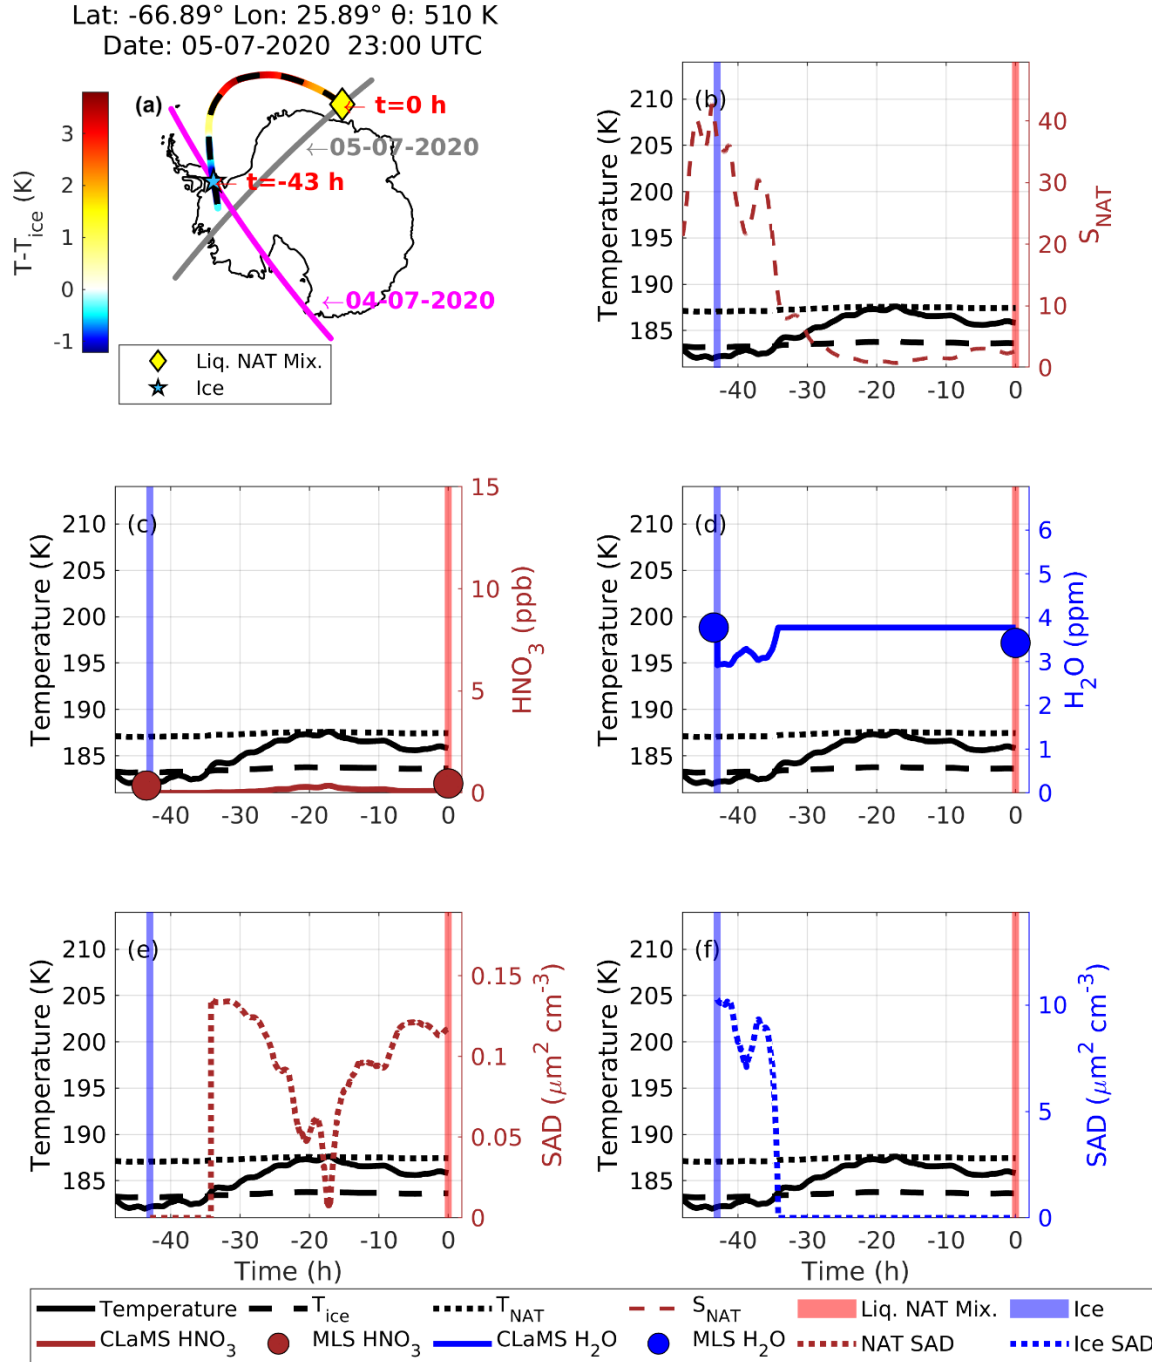 Lat: -66.89° Lon: 25.89° θ: 510 K
Date: 05-07-2020 23:00 UTC
(a)
T-Tice (K)
3
2
1
0
-1
← t=0 h
←05-07-2020
← t=-43 h
←04-07-2020
Liq. NAT Mix.
Ice
(b)
Temperature (K)
210
205
200
195
190
185
SNAT
40
30
20
10
0
-40 -30 -20 -10 0
(c)
Temperature (K)
210
205
200
195
190
185
HNO3 (ppb)
15
10
5
0
-40 -30 -20 -10 0
(d)
Temperature (K)
210
205
200
195
190
185
H2O (ppm)
6
5
4
3
2
1
0
-40 -30 -20 -10 0
(e)
Temperature (K)
210
205
200
195
190
185
SAD (μm2 cm-3)
0.15
0.1
0.05
0
-40 -30 -20 -10 0
Time (h)
(f)
Temperature (K)
210
205
200
195
190
185
SAD (μm2 cm-3)
10
5
0
-40 -30 -20 -10 0
Time (h)
Temperature Tice TNAT SNAT Liq. NAT Mix. Ice
CLaMS HNO3 MLS HNO3 CLaMS H2O MLS H2O NAT SAD Ice SAD